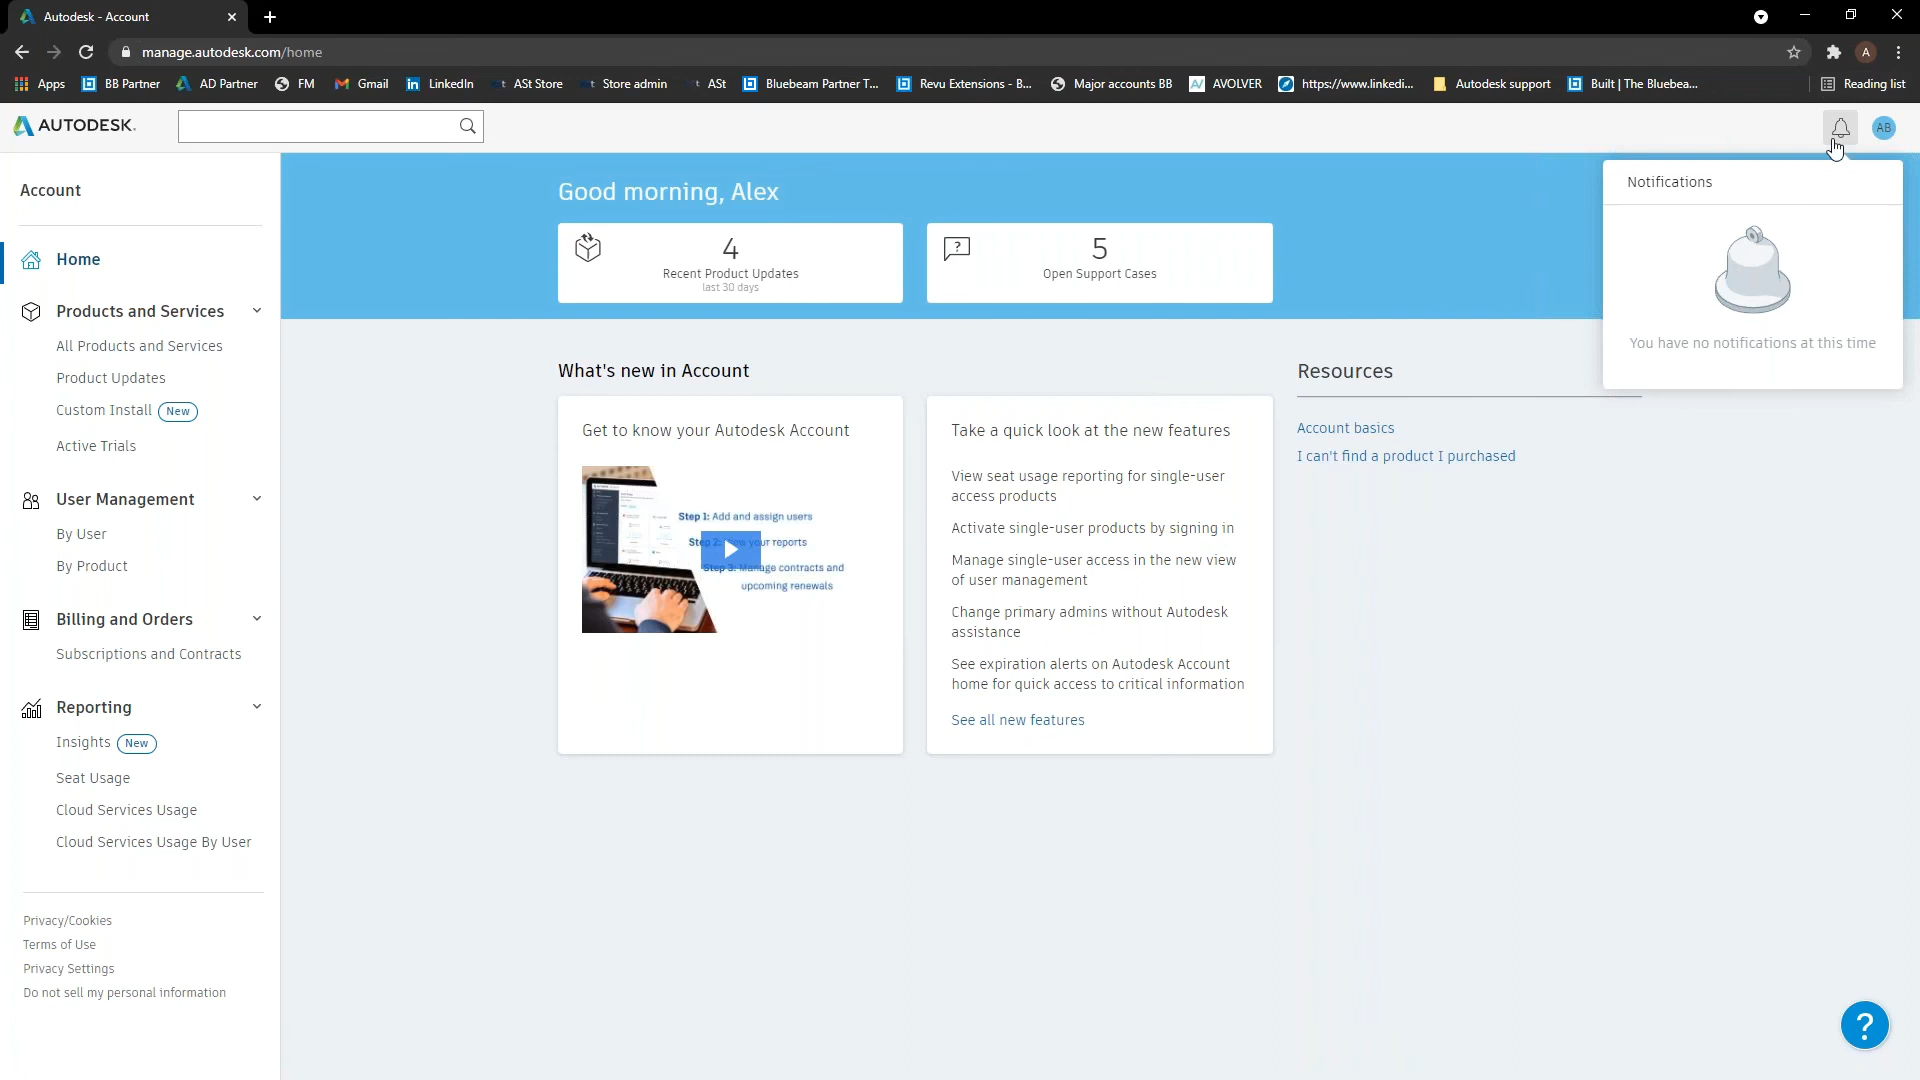 Autodesk - Account
manage.autodesk.com/home
A
Apps
BB Partner
AD Partner
FM
Gmail
LinkedIn
ASt Store
Store admin
ASt
Bluebeam Partner T...
Revu Extensions - B...
Major accounts BB
AVOLVER
https://www.linkedi...
Autodesk support
Built | The Bluebea...
Reading list
AUTODESK.
AB
Account
Home
Products and Services
All Products and Services
Product Updates
Custom Install New
Active Trials
User Management
By User
By Product
Billing and Orders
Subscriptions and Contracts
Reporting
Insights New
Seat Usage
Cloud Services Usage
Cloud Services Usage By User
Privacy/Cookies
Terms of Use
Privacy Settings
Do not sell my personal information
Good morning, Alex
4
Recent Product Updates
last 30 days
?
5
Open Support Cases
Notifications
You have no notifications at this time
What's new in Account
Get to know your Autodesk Account
Step 1: Add and assign users
Step 2: your reports
Step 3: Manage contracts and
upcoming renewals
Take a quick look at the new features
View seat usage reporting for single-user
access products
Activate single-user products by signing in
Manage single-user access in the new view
of user management
Change primary admins without Autodesk
assistance
See expiration alerts on Autodesk Account
home for quick access to critical information
See all new features
Resources
Account basics
I can't find a product I purchased
?